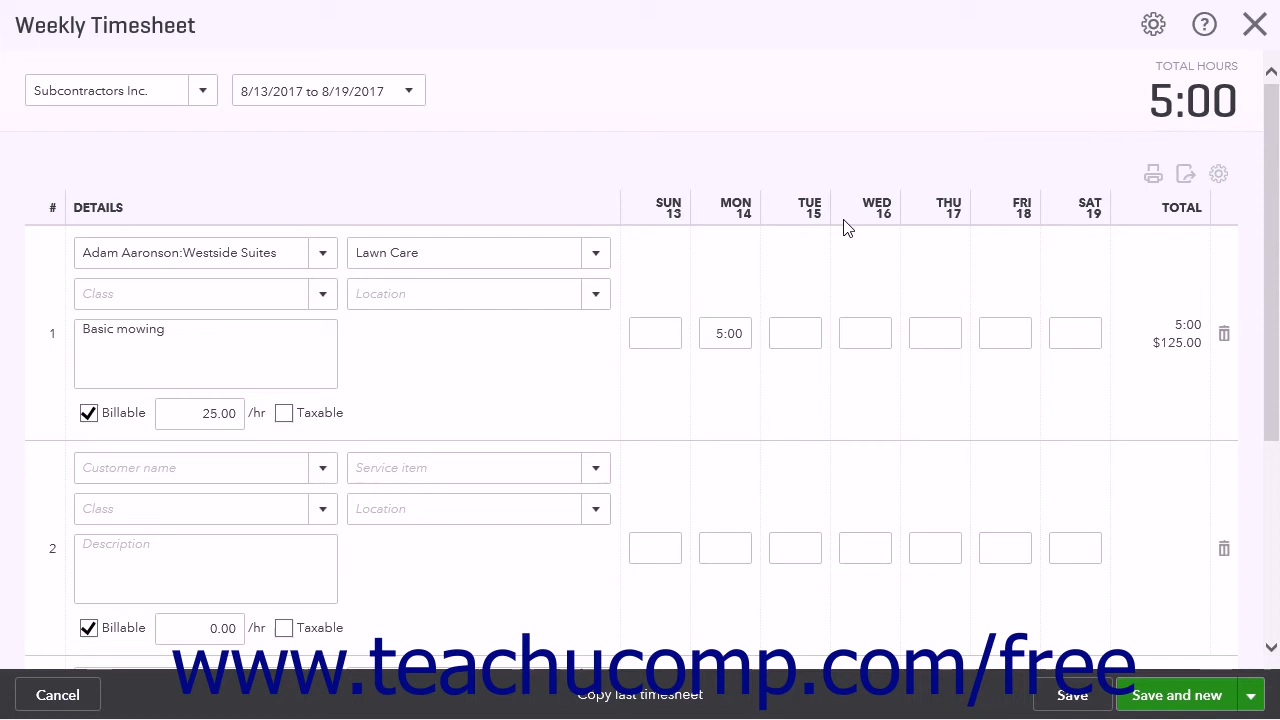 Weekly Timesheet
Subcontractors Inc.
8/13/2017 to 8/19/2017
TOTAL HOURS
5:00
# DETAILS SUN 13 MON 14 TUE 15 WED 16 THU 17 FRI 18 SAT 19 TOTAL
Adam Aaronson:Westside Suites Lawn Care
Class Location
1 Basic mowing 5:00 5:00
$125.00
Billable 25.00 /hr Taxable
Customer name Service item
Class Location
2 Description
Billable 0.00 /hr Taxable
www.teachucomp.com/free
Cancel Copy last timesheet Save Save and new